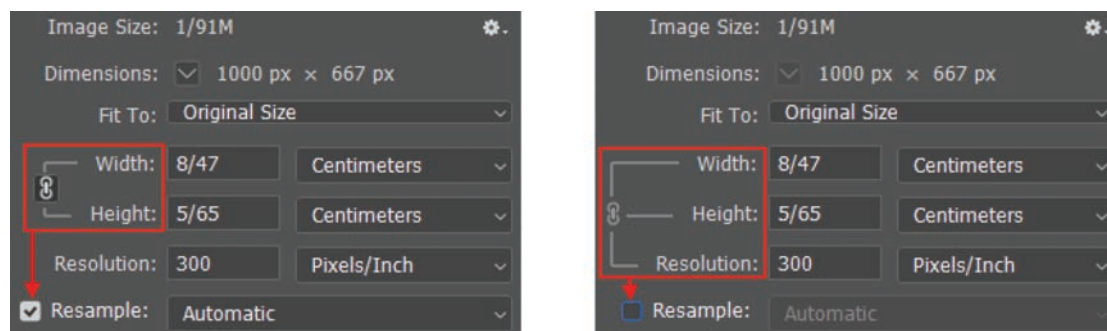 Image Size: 1/91M
Dimensions: 1000 px × 667 px
Fit To: Original Size
Width: 8/47 Centimeters
Height: 5/65 Centimeters
Resolution: 300 Pixels/Inch
Resample: Automatic
Image Size: 1/91M
Dimensions: 1000 px × 667 px
Fit To: Original Size
Width: 8/47 Centimeters
Height: 5/65 Centimeters
Resolution: 300 Pixels/Inch
Resample: Automatic